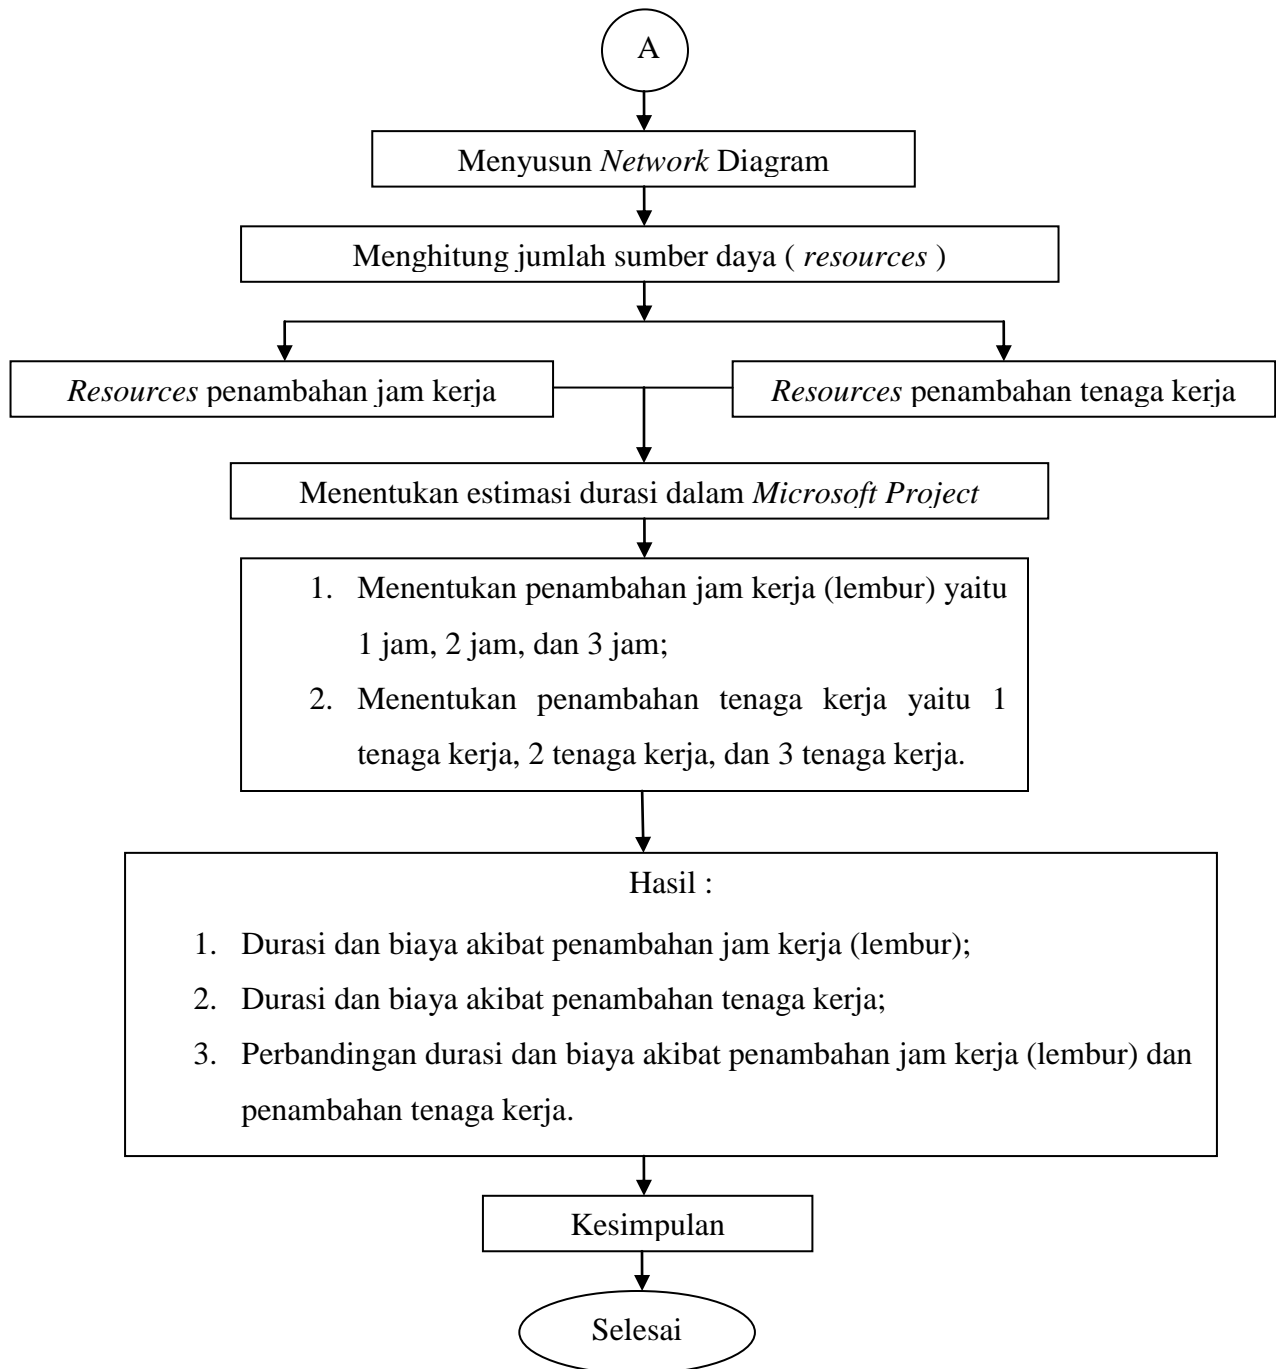 A
Menyusun Network Diagram
Menghitung jumlah sumber daya ( resources )
Resources penambahan jam kerja
Resources penambahan tenaga kerja
Menentukan estimasi durasi dalam Microsoft Project
1. Menentukan penambahan jam kerja (lembur) yaitu
1 jam, 2 jam, dan 3 jam;
2. Menentukan penambahan tenaga kerja yaitu 1
tenaga kerja, 2 tenaga kerja, dan 3 tenaga kerja.
Hasil :
1. Durasi dan biaya akibat penambahan jam kerja (lembur);
2. Durasi dan biaya akibat penambahan tenaga kerja;
3. Perbandingan durasi dan biaya akibat penambahan jam kerja (lembur) dan
penambahan tenaga kerja.
Kesimpulan
Selesai